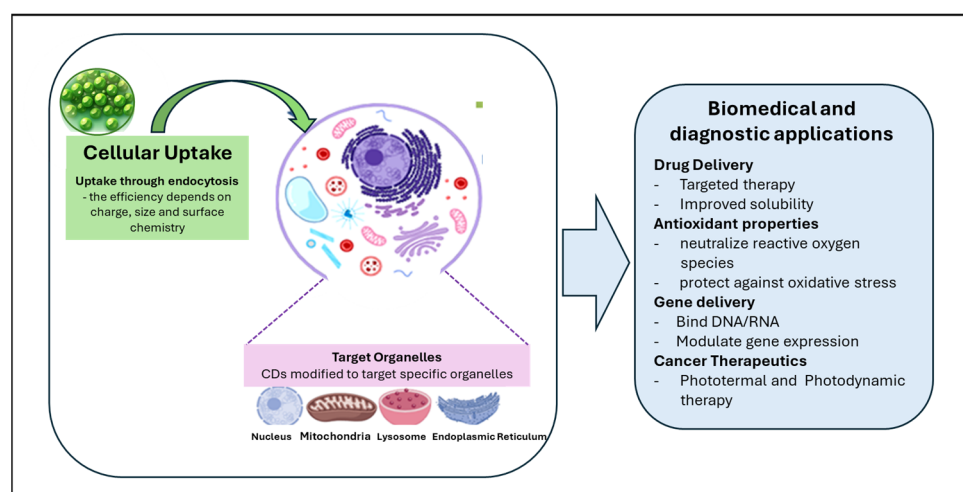 Cellular Uptake
Uptake through endocytosis
- the efficiency depends on
charge, size and surface
chemistry
Target Organelles
CDs modified to target specific organelles
Nucleus Mitochondria Lysosome Endoplasmic Reticulum
Biomedical and
diagnostic applications
Drug Delivery
- Targeted therapy
- Improved solubility
Antioxidant properties
- neutralize reactive oxygen
species
- protect against oxidative stress
Gene delivery
- Bind DNA/RNA
- Modulate gene expression
Cancer Therapeutics
- Phototermal and Photodynamic
therapy